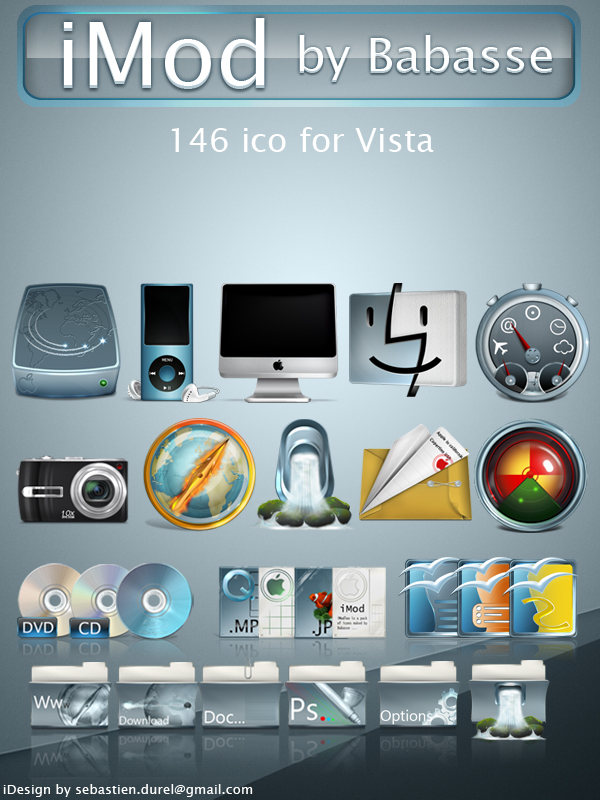 iMod by Babasse
146 ico for Vista
MENU
@
10x
DVD
CD
.MP
.JP
iMod
Ww
Download
Doc...
Ps.
Options
iDesign by sebastien.durel@gmail.com